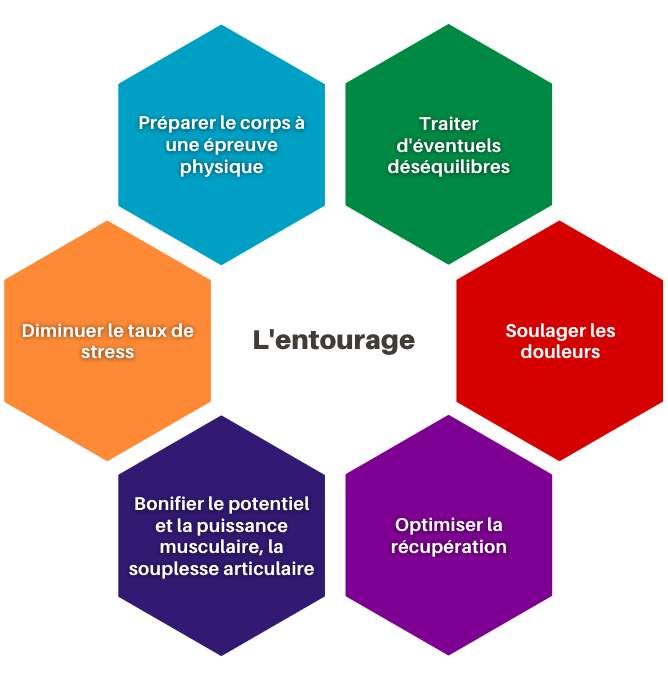 Préparer le corps à
une épreuve
physique
Traiter
d'éventuels
déséquilibres
Diminuer le taux de
stress
L'entourage
Soulager les
douleurs
Bonifier le potentiel
et la puissance
musculaire, la
souplesse articulaire
Optimiser la
récupération